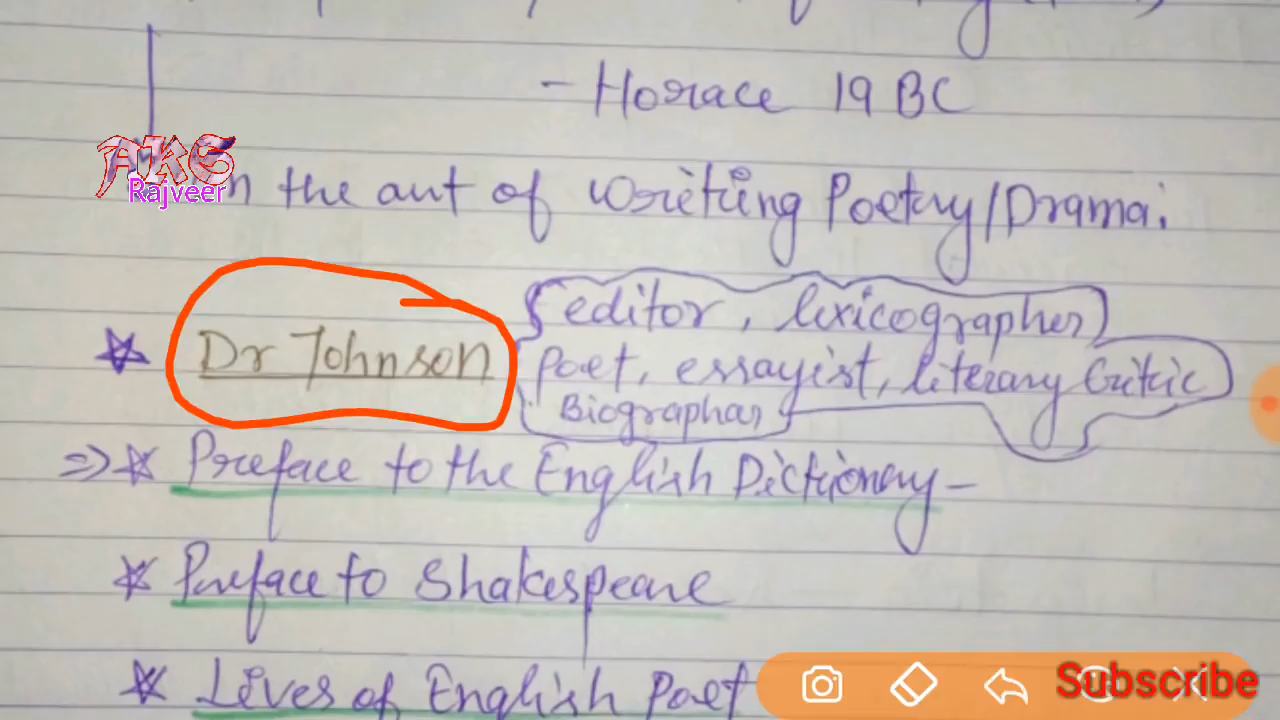 - Horace 19 BC
AKS
Rajveer
the art of writing Poetry/Drama.
Dr Johnson
editor, lexicographer
Poet, essayist, literary Critic
Biographar
=> Preface to the English Dictionary -
Preface to Shakespeare
Lives of English Poet
Subscribe